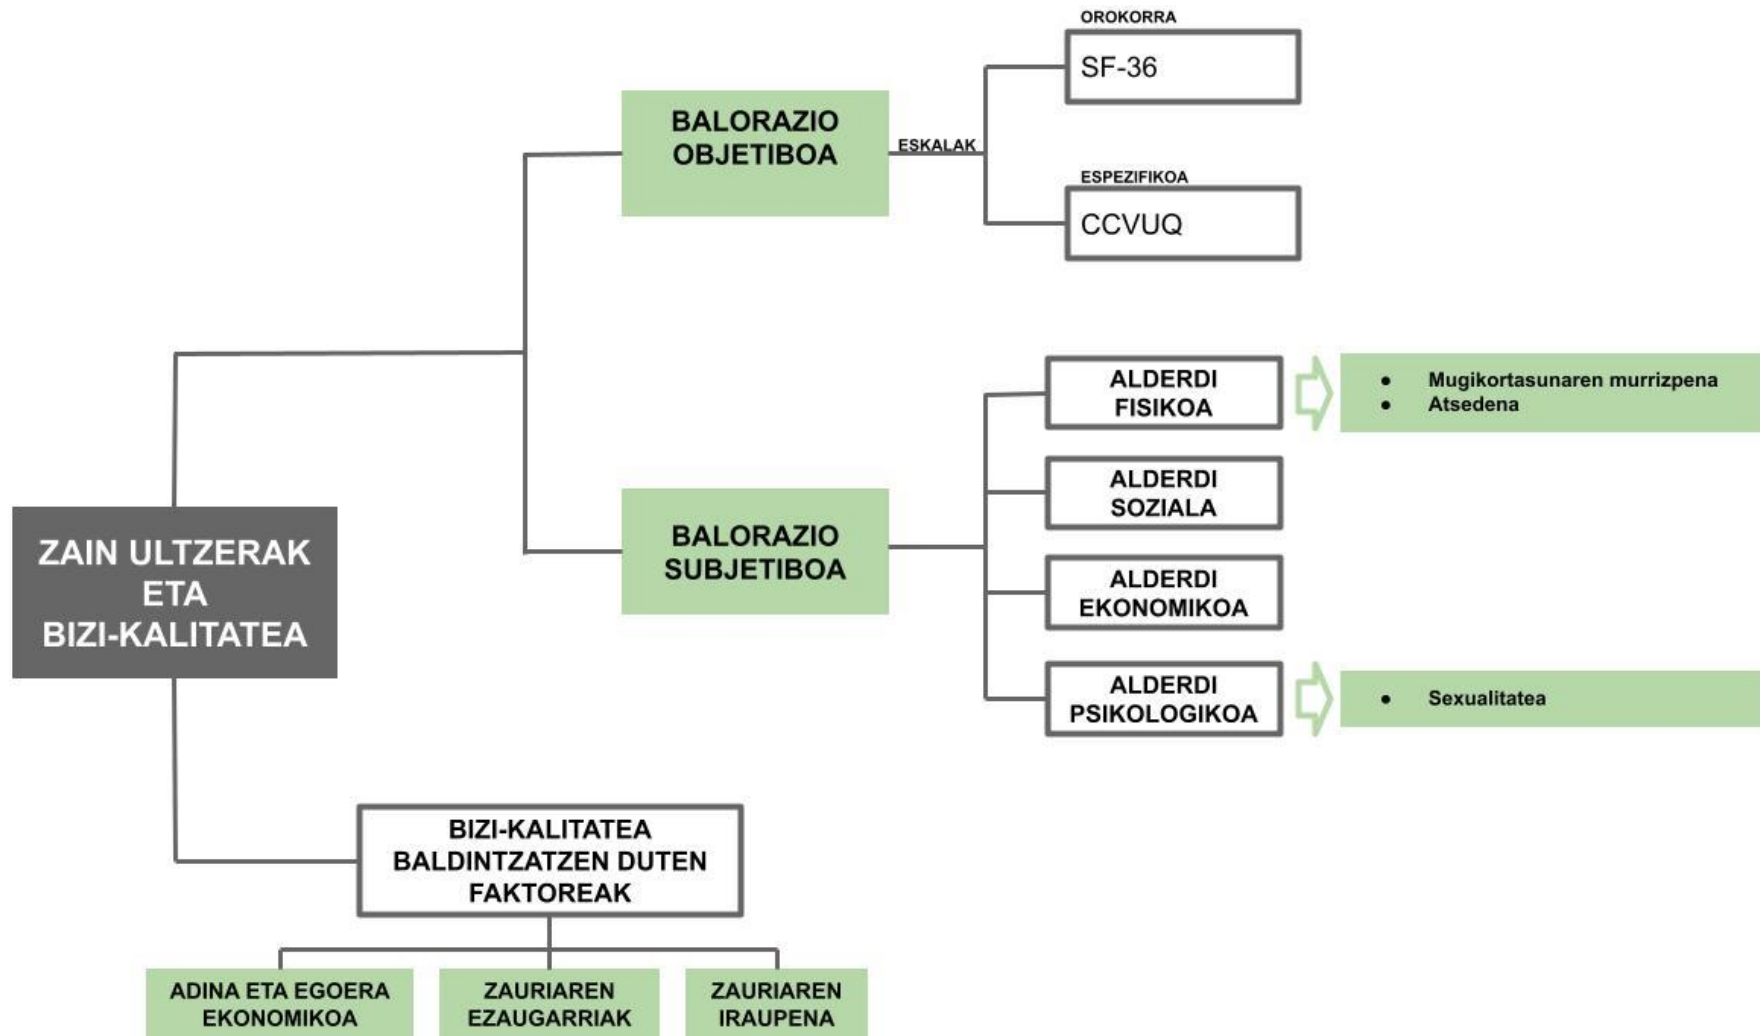 OROKORRA
SF-36
BALORAZIO
OBJETIBOA
ESKALAK
ESPEZIFIKOA
CCVUQ
ALDERDI
FISIKOA
● Mugikortasunaren murrizpena
● Atsedena
ALDERDI
SOZIALA
ZAIN ULTZERAK
ETA
BIZI-KALITATEA
BALORAZIO
SUBJETIBOA
ALDERDI
EKONOMIKOA
ALDERDI
PSIKOLOGIKOA
● Sexualitatea
BIZI-KALITATEA
BALDINTZATZEN DUTEN
FAKTOREAK
ADINA ETA EGOERA
EKONOMIKOA
ZAURIAREN
EZAUGARRIAK
ZAURIAREN
IRAUPENA